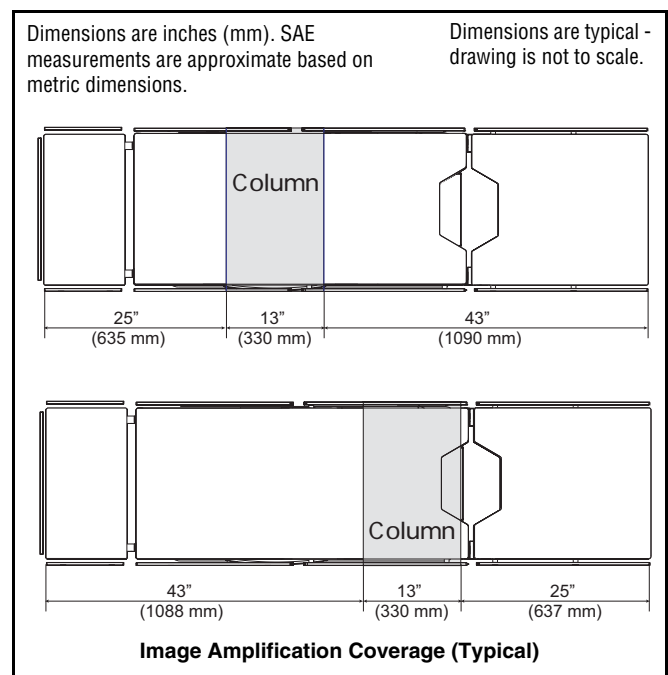 Dimensions are inches (mm). SAE
measurements are approximate based on
metric dimensions.
Dimensions are typical -
drawing is not to scale.
Column
25”
(635 mm)
13”
(330 mm)
43”
(1090 mm)
Column
43”
(1088 mm)
13”
(330 mm)
25”
(637 mm)
Image Amplification Coverage (Typical)